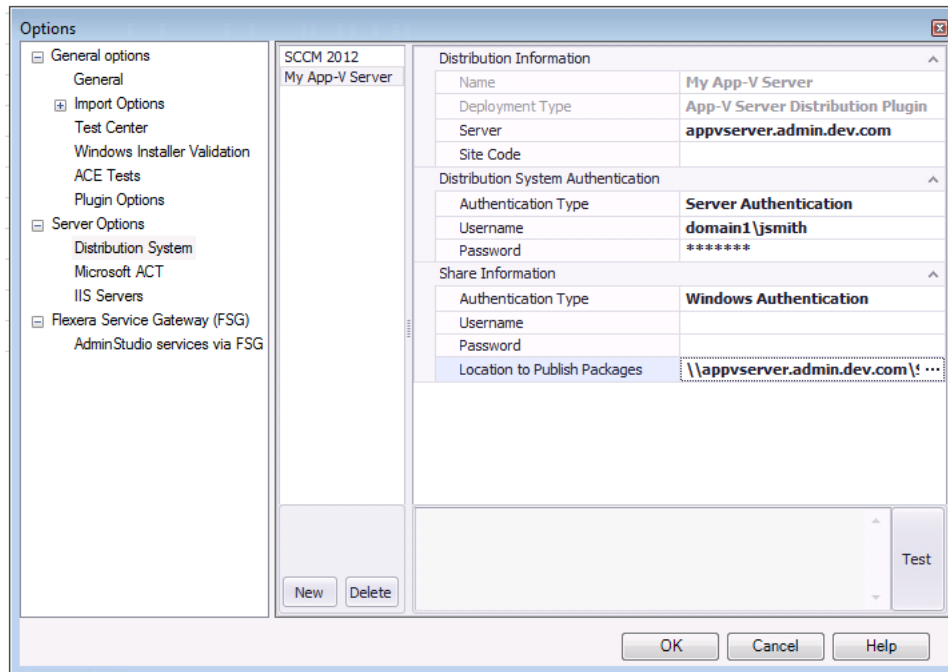 Options
General options
General
Import Options
Test Center
Windows Installer Validation
ACE Tests
Plugin Options
Server Options
Distribution System
Microsoft ACT
IIS Servers
Flexera Service Gateway (FSG)
AdminStudio services via FSG
SCCM 2012
My App-V Server
New Delete
Distribution Information
Name My App-V Server
Deployment Type App-V Server Distribution Plugin
Server appvserver.admin.dev.com
Site Code
Distribution System Authentication
Authentication Type Server Authentication
Username domain1\jsmith
Password *******
Share Information
Authentication Type Windows Authentication
Username
Password
Location to Publish Packages \\appvserver.admin.dev.com\ ...
Test
OK Cancel Help